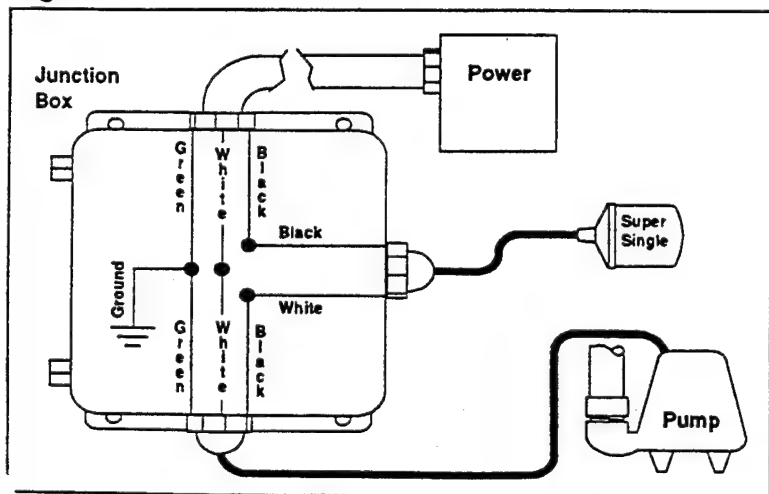 Junction
Box
Power
Green
White
Black
Black
Super
Single
Ground
White
Green
White
Black
Pump